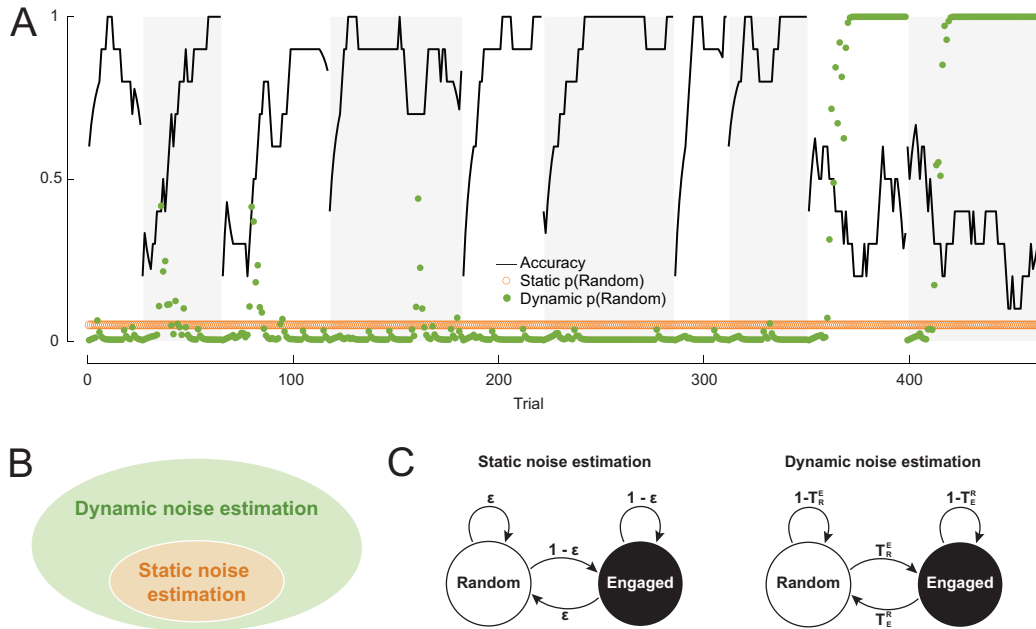 A
1
0.5
0
Accuracy
Static p(Random)
Dynamic p(Random)
0
100
200
300
400
Trial
B
Dynamic noise estimation
Static noise
estimation
C
Static noise estimation
ε
1 - ε
1 - ε
Random
Engaged
ε
Dynamic noise estimation
1-T_R^E
1-T_E^R
T_R^E
Random
Engaged
T_E^R